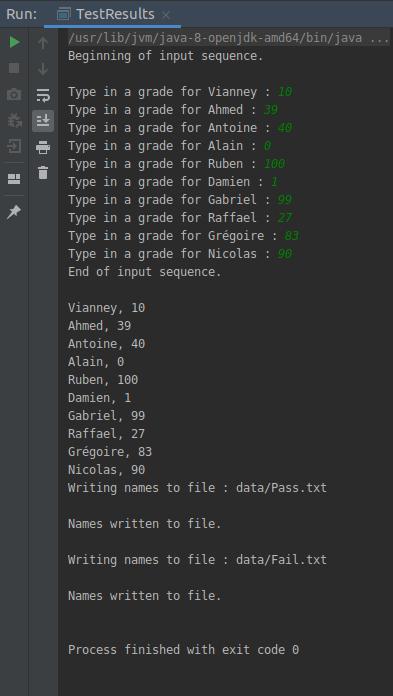 Run: TestResults ×
/usr/lib/jvm/java-8-openjdk-amd64/bin/java ...
Beginning of input sequence.
Type in a grade for Vianney : 10
Type in a grade for Ahmed : 39
Type in a grade for Antoine : 40
Type in a grade for Alain : 0
Type in a grade for Ruben : 100
Type in a grade for Damien : 1
Type in a grade for Gabriel : 99
Type in a grade for Raffael : 27
Type in a grade for Grégoire : 83
Type in a grade for Nicolas : 90
End of input sequence.
Vianney, 10
Ahmed, 39
Antoine, 40
Alain, 0
Ruben, 100
Damien, 1
Gabriel, 99
Raffael, 27
Grégoire, 83
Nicolas, 90
Writing names to file : data/Pass.txt
Names written to file.
Writing names to file : data/Fail.txt
Names written to file.
Process finished with exit code 0